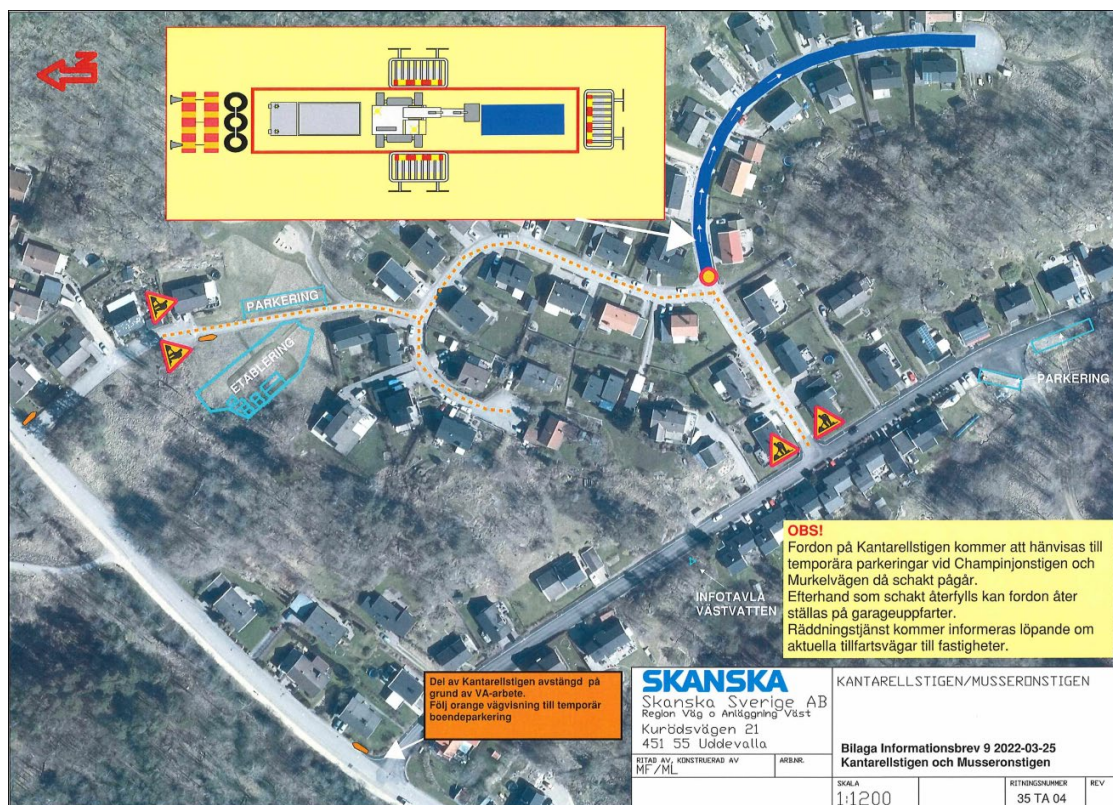 N
PARKERING
ETABLERING
PARKERING
OBS!
Fordon på Kantarellstigen kommer att hänvisas till
temporära parkeringar vid Champinjonstigen och
Murkelvägen då schakt pågår.
Efterhand som schakt återfylls kan fordon åter
ställas på garageuppfarter.
Räddningstjänst kommer informeras löpande om
aktuella tillfartsvägar till fastigheter.
INFOTAVLA
VÄSTVATTEN
Del av Kantarellstigen avstängd på
grund av VA-arbete.
Följ orange vägvisning till temporär
boendeparkering
SKANSKA
Skanska Sverige AB
Region Väg o Anläggning Väst
Kurödsvägen 21
451 55 Uddevalla
RITAD AV, KONSTRUERAD AV
MF/ML
ARB.NR.
KANTARELLSTIGEN/MUSSERONSTIGEN
Bilaga Informationsbrev 9 2022-03-25
Kantarellstigen och Musseronstigen
SKALA
1:1200
RITNINGSNUMMER
35 TA 04
REV